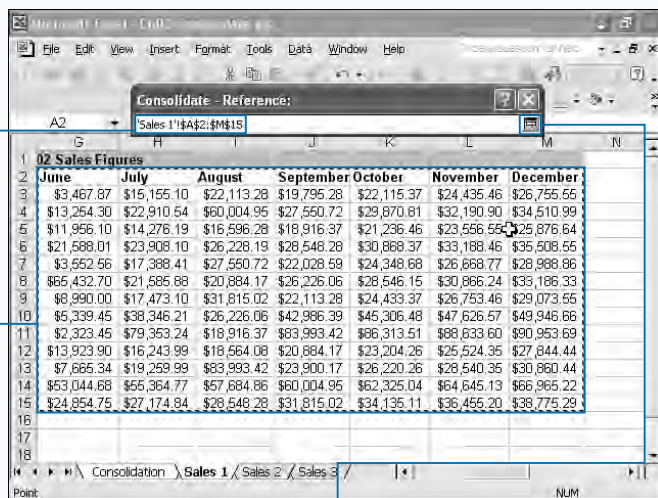 File Edit View Insert Format Tools Data Window Help
Consolidate - Reference:
A2 'Sales 1'!$A$2:$M$15
G H I J K L M N
1 02 Sales Figures
2 June July August September October November December
3 $3,467.87 $15,155.10 $22,113.28 $19,795.28 $22,115.37 $24,435.46 $26,755.55
4 $13,254.30 $22,910.54 $60,004.95 $27,550.72 $29,870.81 $32,190.90 $34,510.99
5 $11,956.10 $14,276.19 $16,596.28 $18,916.37 $21,236.46 $23,556.55 $25,876.64
6 $21,588.01 $23,908.10 $26,228.19 $28,548.28 $30,868.37 $33,188.46 $35,508.55
7 $3,552.56 $17,388.41 $27,550.72 $22,028.59 $24,348.68 $26,668.77 $28,988.86
8 $65,432.70 $21,585.88 $20,884.17 $26,226.06 $28,546.15 $30,866.24 $33,186.33
9 $8,990.00 $17,473.10 $31,815.02 $22,113.28 $24,433.37 $26,753.46 $29,073.55
10 $5,339.45 $38,346.21 $26,226.06 $42,986.39 $45,306.48 $47,626.57 $49,946.66
11 $2,323.45 $79,353.24 $18,916.37 $83,993.42 $86,313.51 $88,633.60 $90,953.69
12 $13,923.90 $16,243.99 $18,564.08 $20,884.17 $23,204.26 $25,524.35 $27,844.44
13 $7,665.34 $19,259.99 $83,993.42 $23,900.17 $26,220.26 $28,540.35 $30,860.44
14 $53,044.68 $55,364.77 $57,684.86 $60,004.95 $62,325.04 $64,645.13 $66,965.22
15 $24,854.75 $27,174.84 $28,548.28 $31,815.02 $34,135.11 $36,455.20 $38,775.29
16
17
18
Consolidation Sales 1 Sales 2 Sales 3
Point NUM